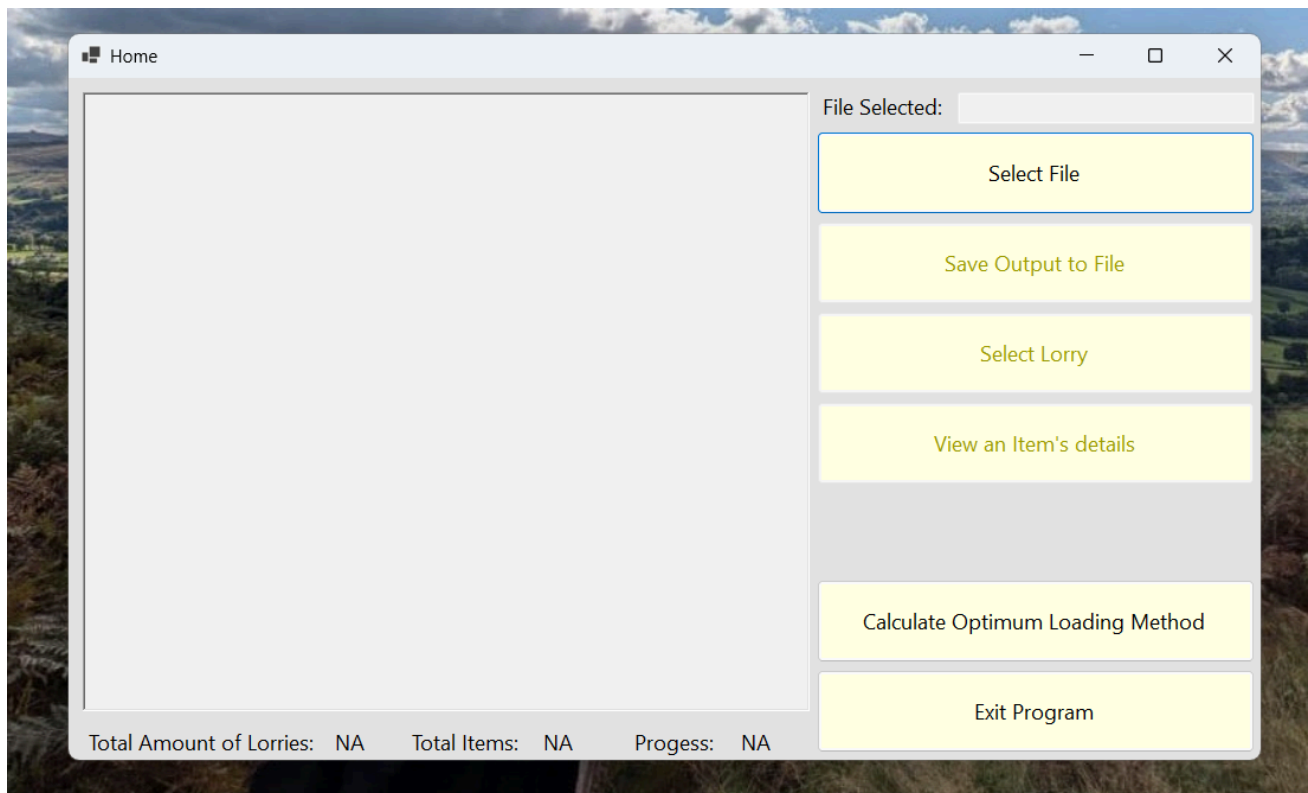 Home
File Selected:
Select File
Save Output to File
Select Lorry
View an Item's details
Calculate Optimum Loading Method
Exit Program
Total Amount of Lorries: NA Total Items: NA Progess: NA